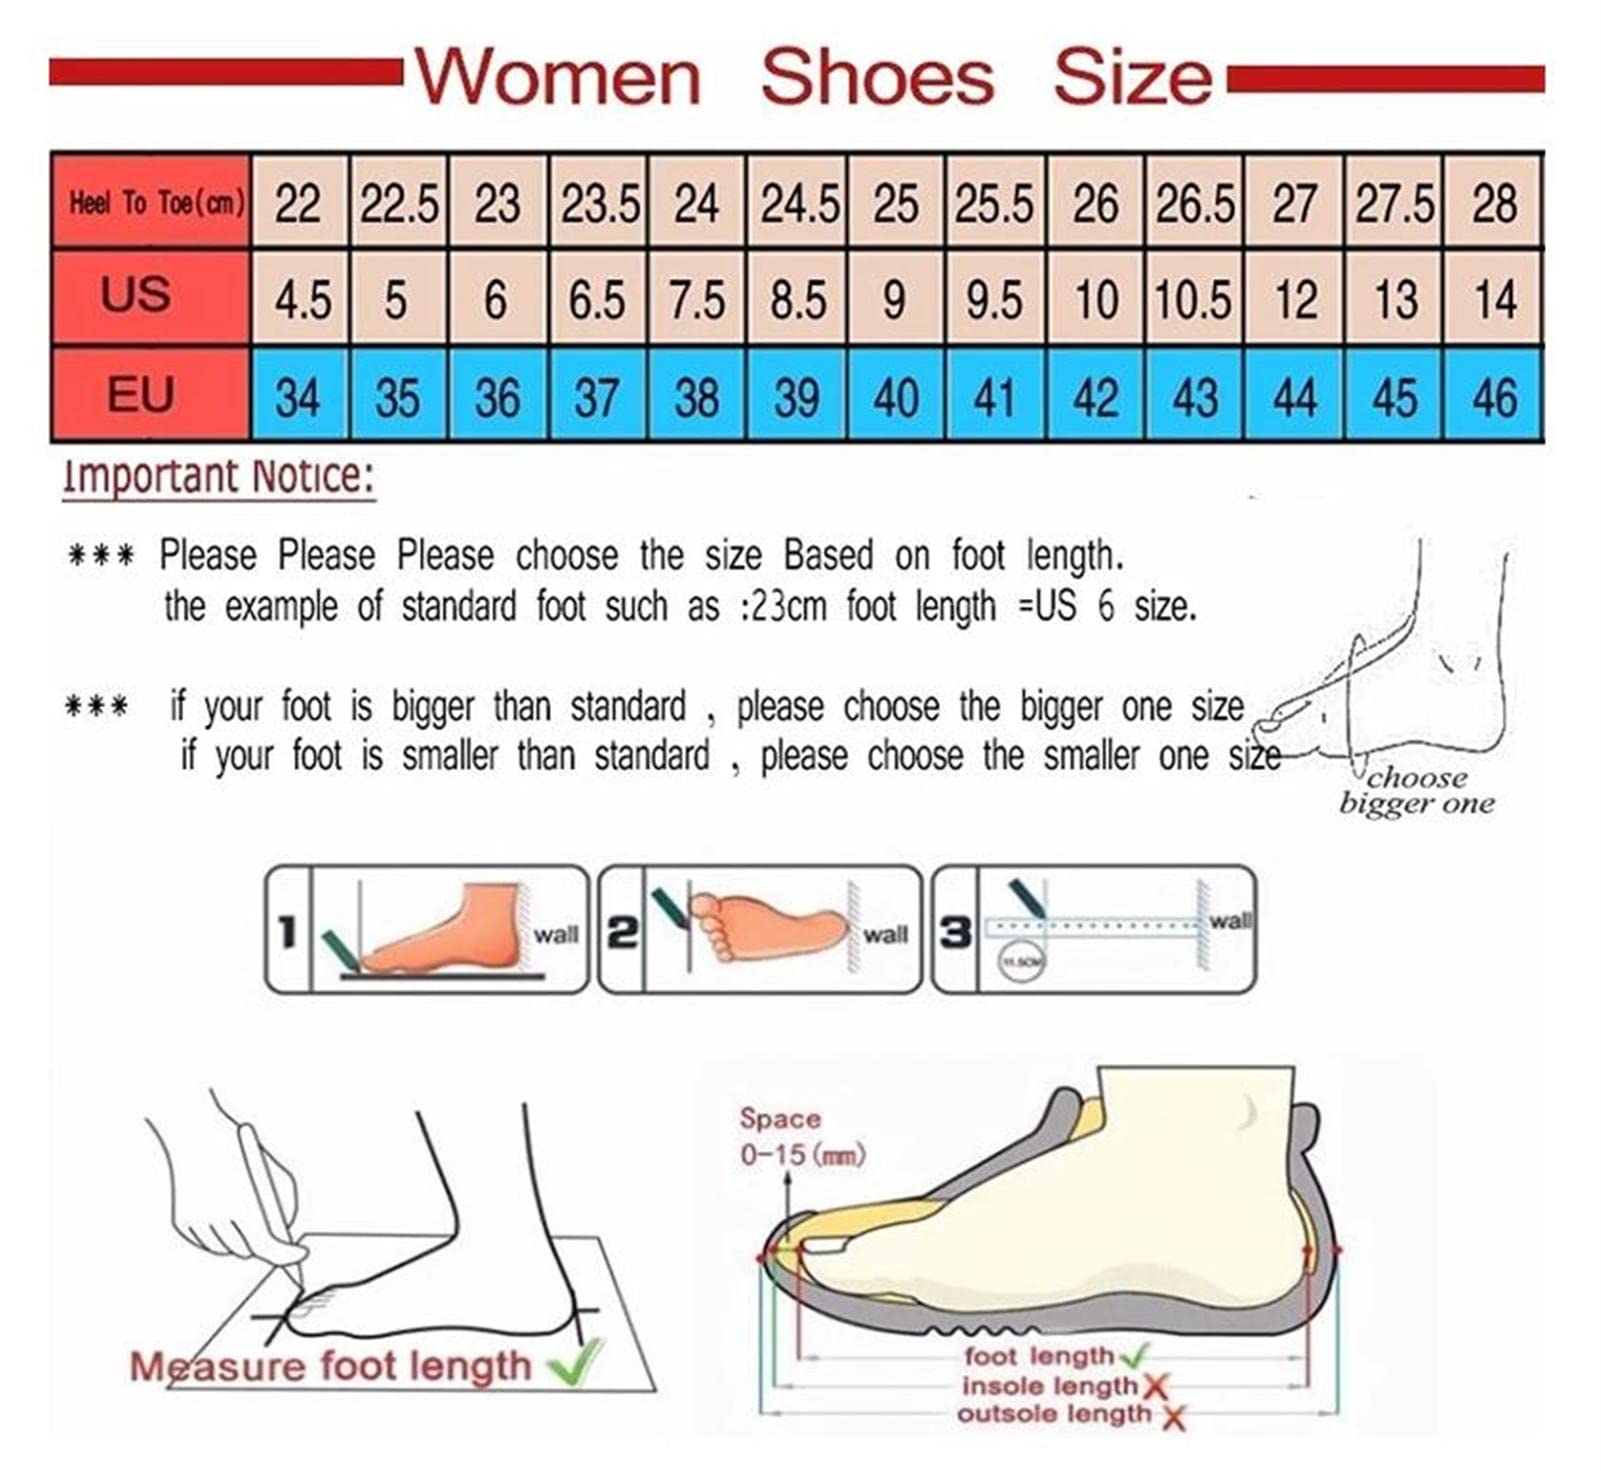 Women Shoes Size
Heel To Toe(cm) 22 22.5 23 23.5 24 24.5 25 25.5 26 26.5 27 27.5 28
US 4.5 5 6 6.5 7.5 8.5 9 9.5 10 10.5 12 13 14
EU 34 35 36 37 38 39 40 41 42 43 44 45 46
Important Notice:
*** Please Please Please choose the size Based on foot length.
the example of standard foot such as :23cm foot length =US 6 size.
*** if your foot is bigger than standard , please choose the bigger one size
if your foot is smaller than standard , please choose the smaller one size
choose
bigger one
1 wall 2 wall 3 wall
11.5CM
Space
0-15(mm)
Measure foot length
foot length
insole length
outsole length